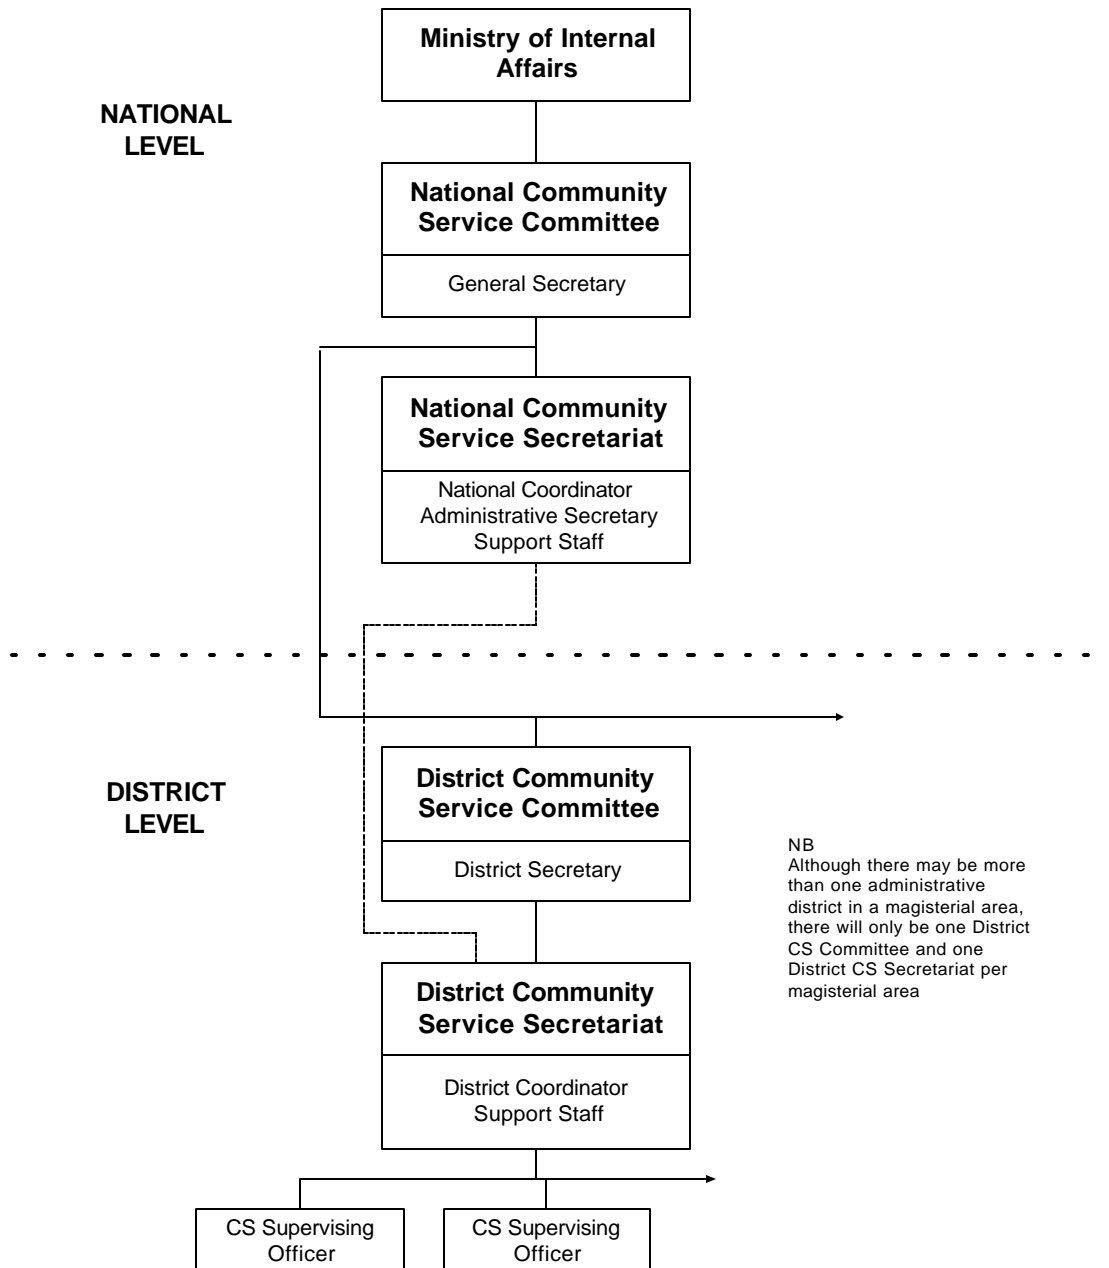 Ministry of Internal
Affairs
NATIONAL
LEVEL
National Community
Service Committee
General Secretary
National Community
Service Secretariat
National Coordinator
Administrative Secretary
Support Staff
DISTRICT
LEVEL
District Community
Service Committee
District Secretary
NB
Although there may be more
than one administrative
district in a magisterial area,
there will only be one District
CS Committee and one
District CS Secretariat per
magisterial area
District Community
Service Secretariat
District Coordinator
Support Staff
CS Supervising
Officer
CS Supervising
Officer